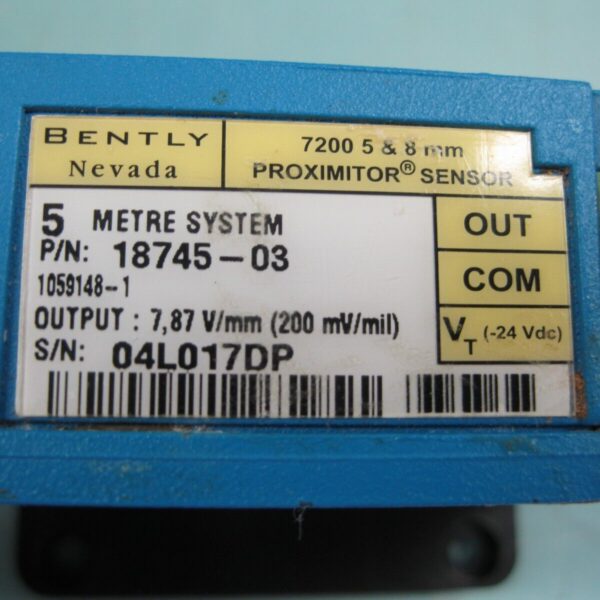 BENTLY
Nevada
7200 5 & 8 mm
PROXIMITOR® SENSOR
5 METRE SYSTEM
P/N: 18745-03
1059148-1
OUTPUT : 7,87 V/mm (200 mV/mil)
S/N: 04L017DP
OUT
COM
VT (-24 Vdc)